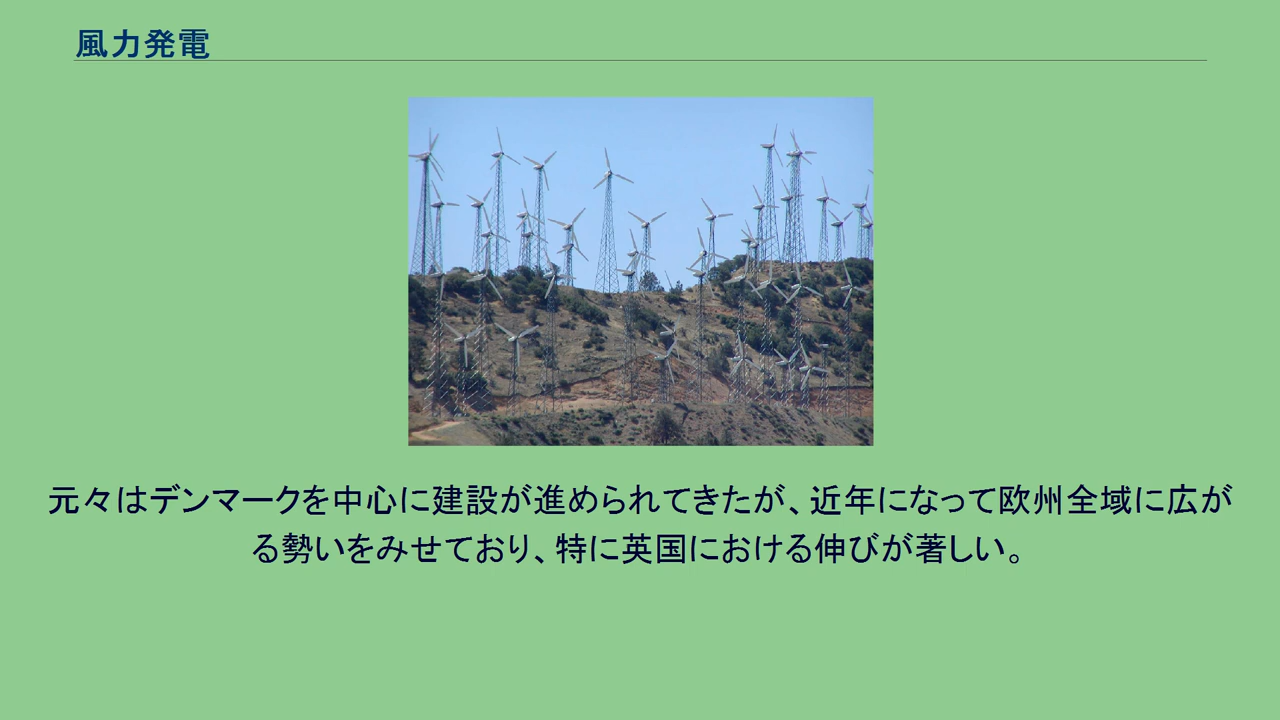 風力発電
元々はデンマークを中心に建設が進められてきたが、近年になって欧州全域に広が
る勢いをみせており、特に英国における伸びが著しい。